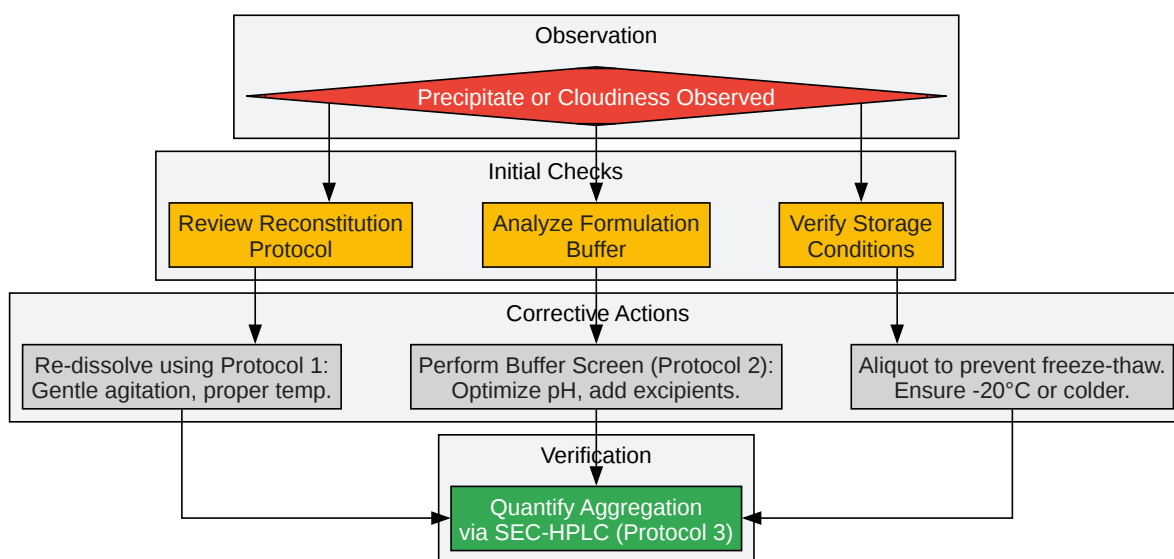 Observation
Precipitate or Cloudiness Observed
Initial Checks
Review Reconstitution
Protocol
Analyze Formulation
Buffer
Verify Storage
Conditions
Corrective Actions
Re-dissolve using Protocol 1:
Gentle agitation, proper temp.
Perform Buffer Screen (Protocol 2):
Optimize pH, add excipients.
Aliquot to prevent freeze-thaw.
Ensure -20°C or colder.
Verification
Quantify Aggregation
via SEC-HPLC (Protocol 3)